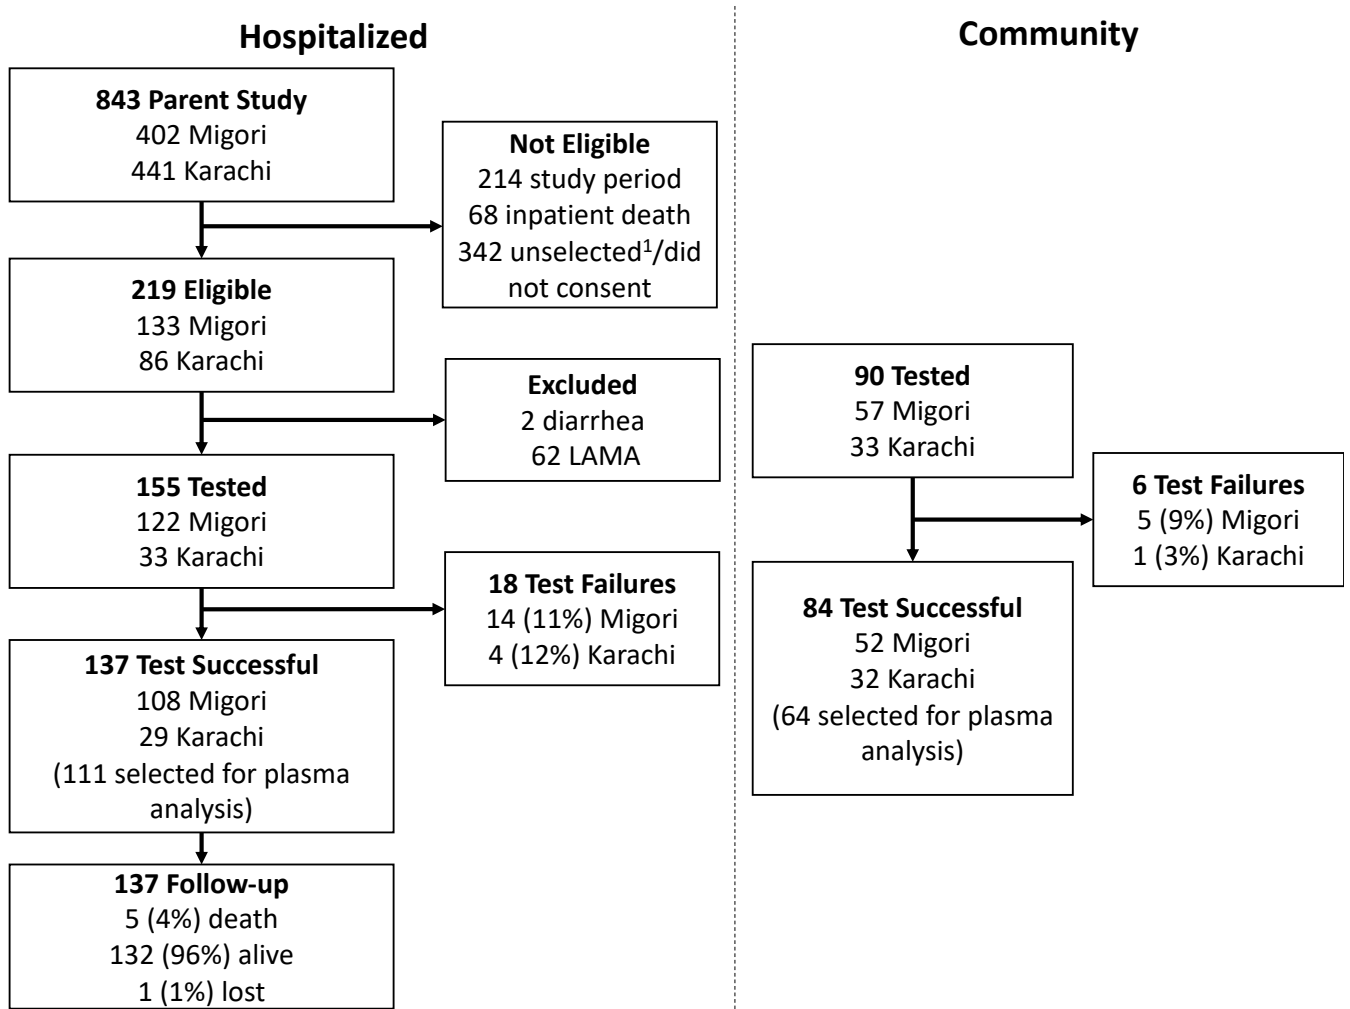 Hospitalized
843 Parent Study
402 Migori
441 Karachi
Not Eligible
214 study period
68 inpatient death
342 unselected¹/did
not consent
219 Eligible
133 Migori
86 Karachi
Excluded
2 diarrhea
62 LAMA
155 Tested
122 Migori
33 Karachi
18 Test Failures
14 (11%) Migori
4 (12%) Karachi
137 Test Successful
108 Migori
29 Karachi
(111 selected for plasma
analysis)
137 Follow-up
5 (4%) death
132 (96%) alive
1 (1%) lost
Community
90 Tested
57 Migori
33 Karachi
6 Test Failures
5 (9%) Migori
1 (3%) Karachi
84 Test Successful
52 Migori
32 Karachi
(64 selected for plasma
analysis)